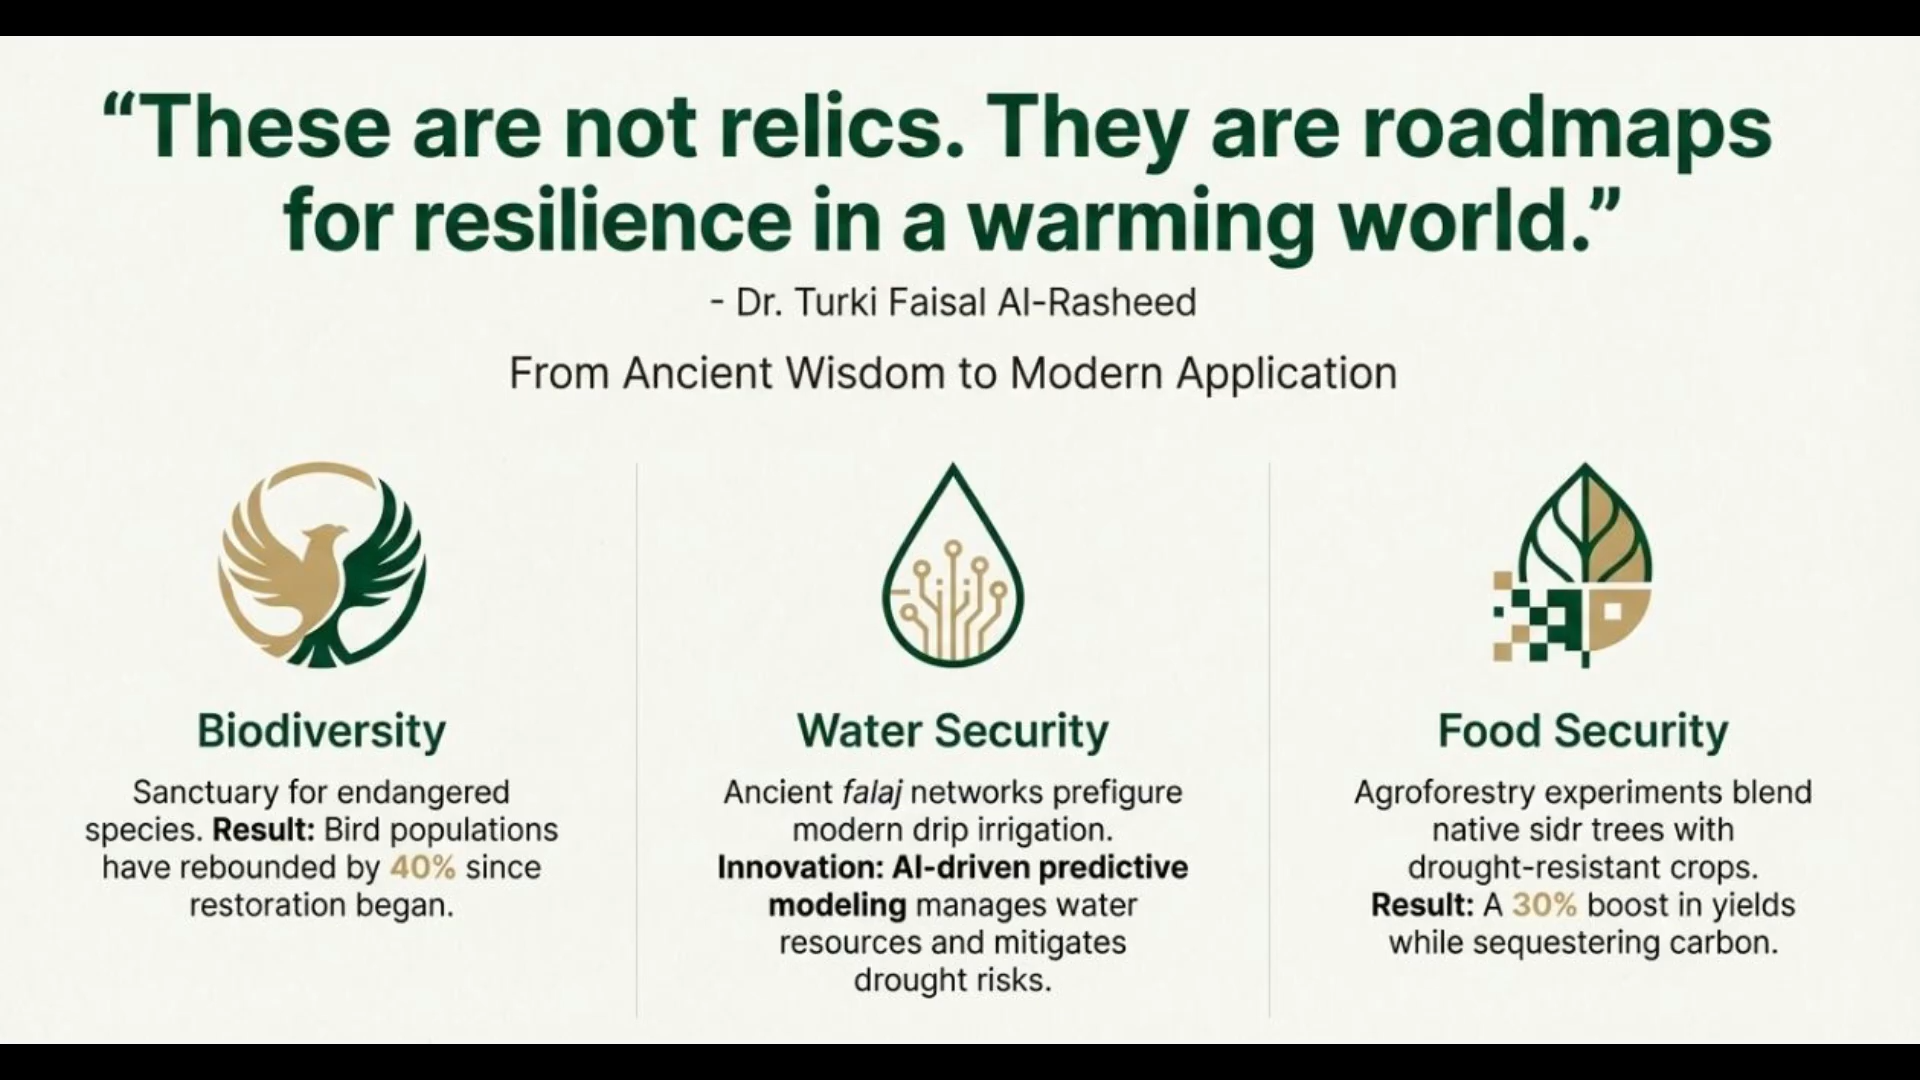 “These are not relics. They are roadmaps
for resilience in a warming world.”
- Dr. Turki Faisal Al-Rasheed
From Ancient Wisdom to Modern Application
Biodiversity
Sanctuary for endangered
species. Result: Bird populations
have rebounded by 40% since
restoration began.
Water Security
Ancient falaj networks prefigure
modern drip irrigation.
Innovation: AI-driven predictive
modeling manages water
resources and mitigates
drought risks.
Food Security
Agroforestry experiments blend
native sidr trees with
drought-resistant crops.
Result: A 30% boost in yields
while sequestering carbon.